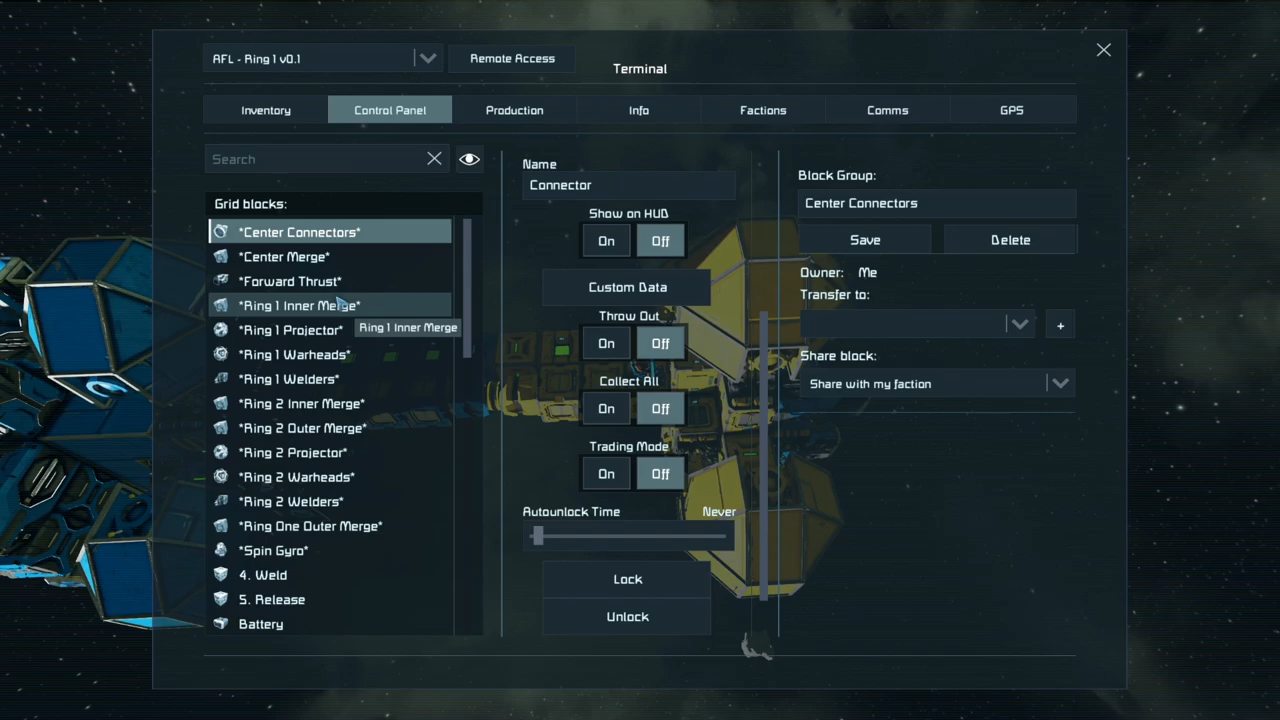 AFL - Ring 1 v0.1
Remote Access
Terminal
Inventory
Control Panel
Production
Info
Factions
Comms
GPS
Search
Grid blocks:
*Center Connectors*
*Center Merge*
*Forward Thrust*
*Ring 1 Inner Merge*
Ring 1 Inner Merge
*Ring 1 Projector*
*Ring 1 Warheads*
*Ring 1 Welders*
*Ring 2 Inner Merge*
*Ring 2 Outer Merge*
*Ring 2 Projector*
*Ring 2 Warheads*
*Ring 2 Welders*
*Ring One Outer Merge*
*Spin Gyro*
4. Weld
5. Release
Battery
Name
Connector
Show on HUD
On Off
Custom Data
Throw Out
On Off
Collect All
On Off
Trading Mode
On Off
Autounlock Time Never
Lock
Unlock
Block Group:
Center Connectors
Save Delete
Owner: Me
Transfer to:
+
Share block:
Share with my faction